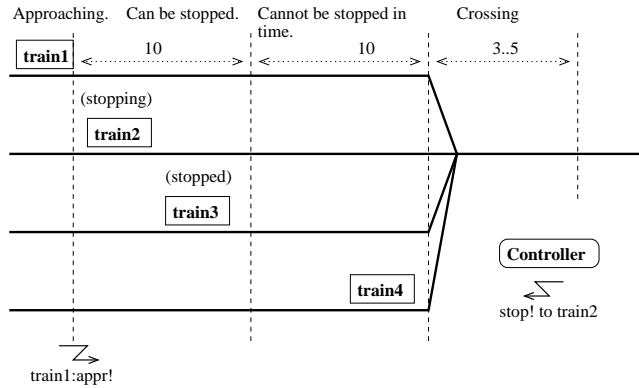 Approaching.
Can be stopped.
Cannot be stopped in
time.
Crossing
train1
10
10
3..5
(stopping)
train2
(stopped)
train3
train4
Controller
stop! to train2
train1:appr!